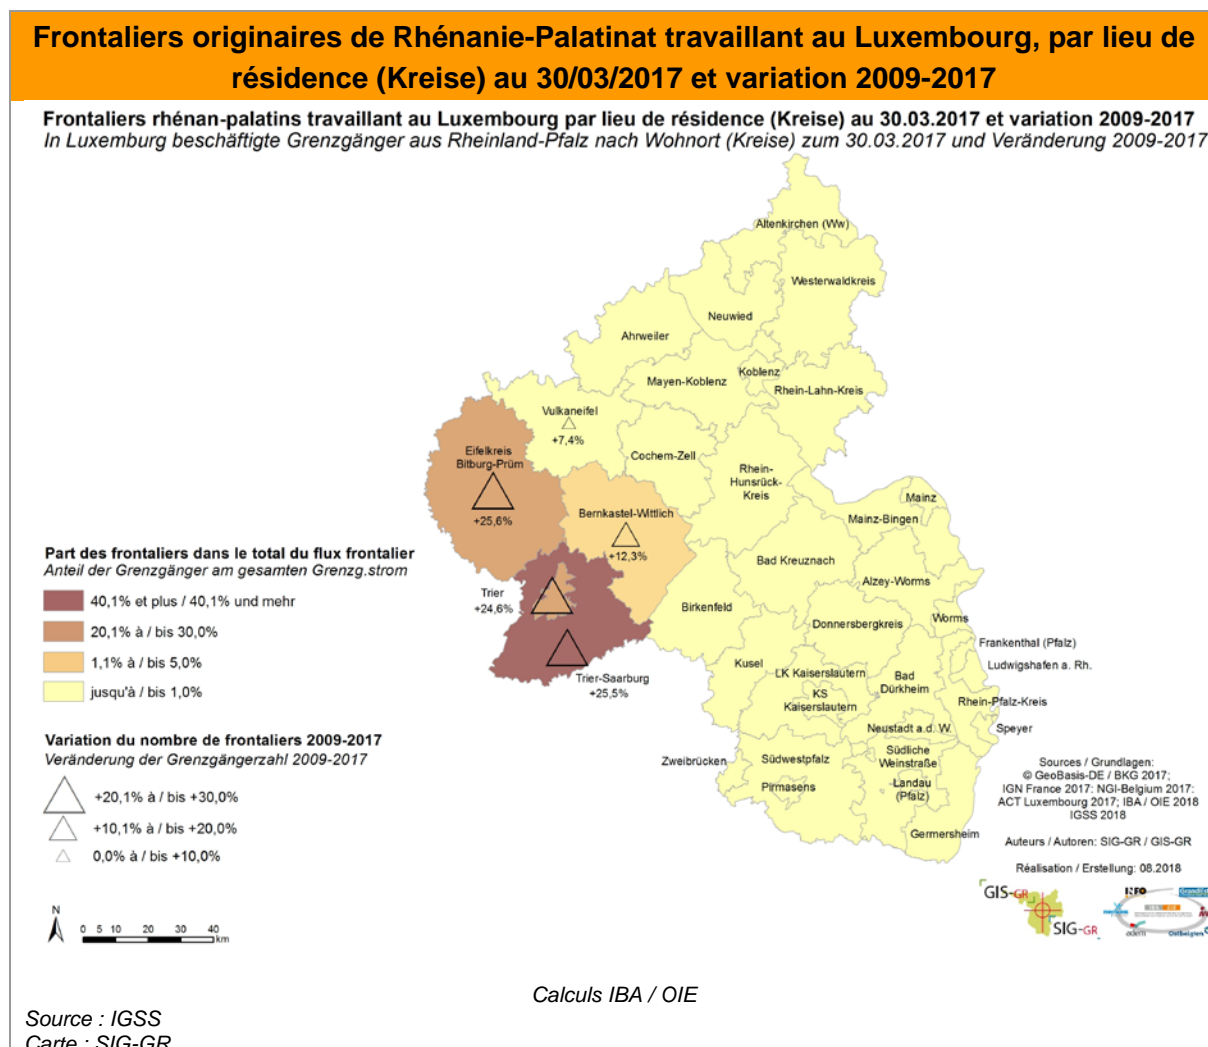 Frontaliers originaires de Rhénanie-Palatinat travaillant au Luxembourg, par lieu de
résidence (Kreise) au 30/03/2017 et variation 2009-2017
Frontaliers rhénan-palatins travaillant au Luxembourg par lieu de résidence (Kreise) au 30.03.2017 et variation 2009-2017
In Luxemburg beschäftigte Grenzgänger aus Rheinland-Pfalz nach Wohnort (Kreise) zum 30.03.2017 und Veränderung 2009-2017
Altenkirchen (Ww)
Westerwaldkreis
Neuwied
Ahrweiler
Koblenz
Mayen-Koblenz
Rhein-Lahn-Kreis
Vulkaneifel
+7,4%
Eifelkreis
Bitburg-Prüm
+25,6%
Cochem-Zell
Rhein-
Hunsrück-
Kreis
Mainz
Mainz-Bingen
Bernkastel-Wittlich
+12,3%
Bad Kreuznach
Alzey-Worms
Trier
+24,6%
Birkenfeld
Donnersbergkreis
Worms
Frankenthal (Pfalz)
Ludwigshafen a. Rh.
Kusel
LK Kaiserslautern
Bad
Dürkheim
Trier-Saarburg
+25,5%
KS
Kaiserslautern
Rhein-Pfalz-Kreis
Neustadt a.d. W.
Speyer
Zweibrücken
Südwestpfalz
Südliche
Weinstraße
Pirmasens
Landau
(Pfalz)
Germersheim
Part des frontaliers dans le total du flux frontalier
Anteil der Grenzgänger am gesamten Grenzg.strom
40,1% et plus / 40,1% und mehr
20,1% à / bis 30,0%
1,1% à / bis 5,0%
jusqu'à / bis 1,0%
Variation du nombre de frontaliers 2009-2017
Veränderung der Grenzgängerzahl 2009-2017
+20,1% à / bis +30,0%
+10,1% à / bis +20,0%
0,0% à / bis +10,0%
N
0 5 10 20 30 40
km
Sources / Grundlagen:
© GeoBasis-DE / BKG 2017;
IGN France 2017: NGI-Belgium 2017:
ACT Luxembourg 2017; IBA / OIE 2018
IGSS 2018
Auteurs / Autoren: SIG-GR / GIS-GR
Réalisation / Erstellung: 08.2018
GIS-GR
SIG-GR
INFO
adem
Ostbelgien
Calculs IBA / OIE
Source : IGSS
Carte : SIG-GR